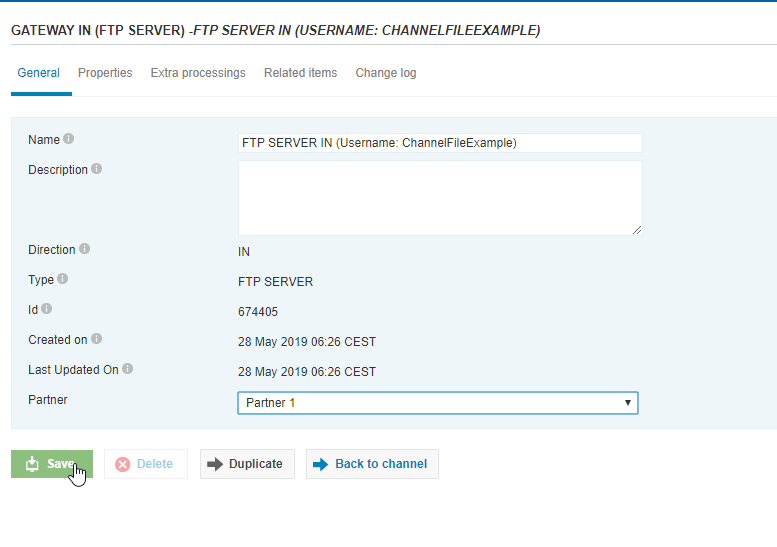 GATEWAY IN (FTP SERVER) -FTP SERVER IN (USERNAME: CHANNELFILEEXAMPLE)
General Properties Extra processings Related items Change log
Name FTP SERVER IN (Username: ChannelFileExample)
Description
Direction IN
Type FTP SERVER
Id 674405
Created on 28 May 2019 06:26 CEST
Last Updated On 28 May 2019 06:26 CEST
Partner Partner 1
Save Delete Duplicate Back to channel